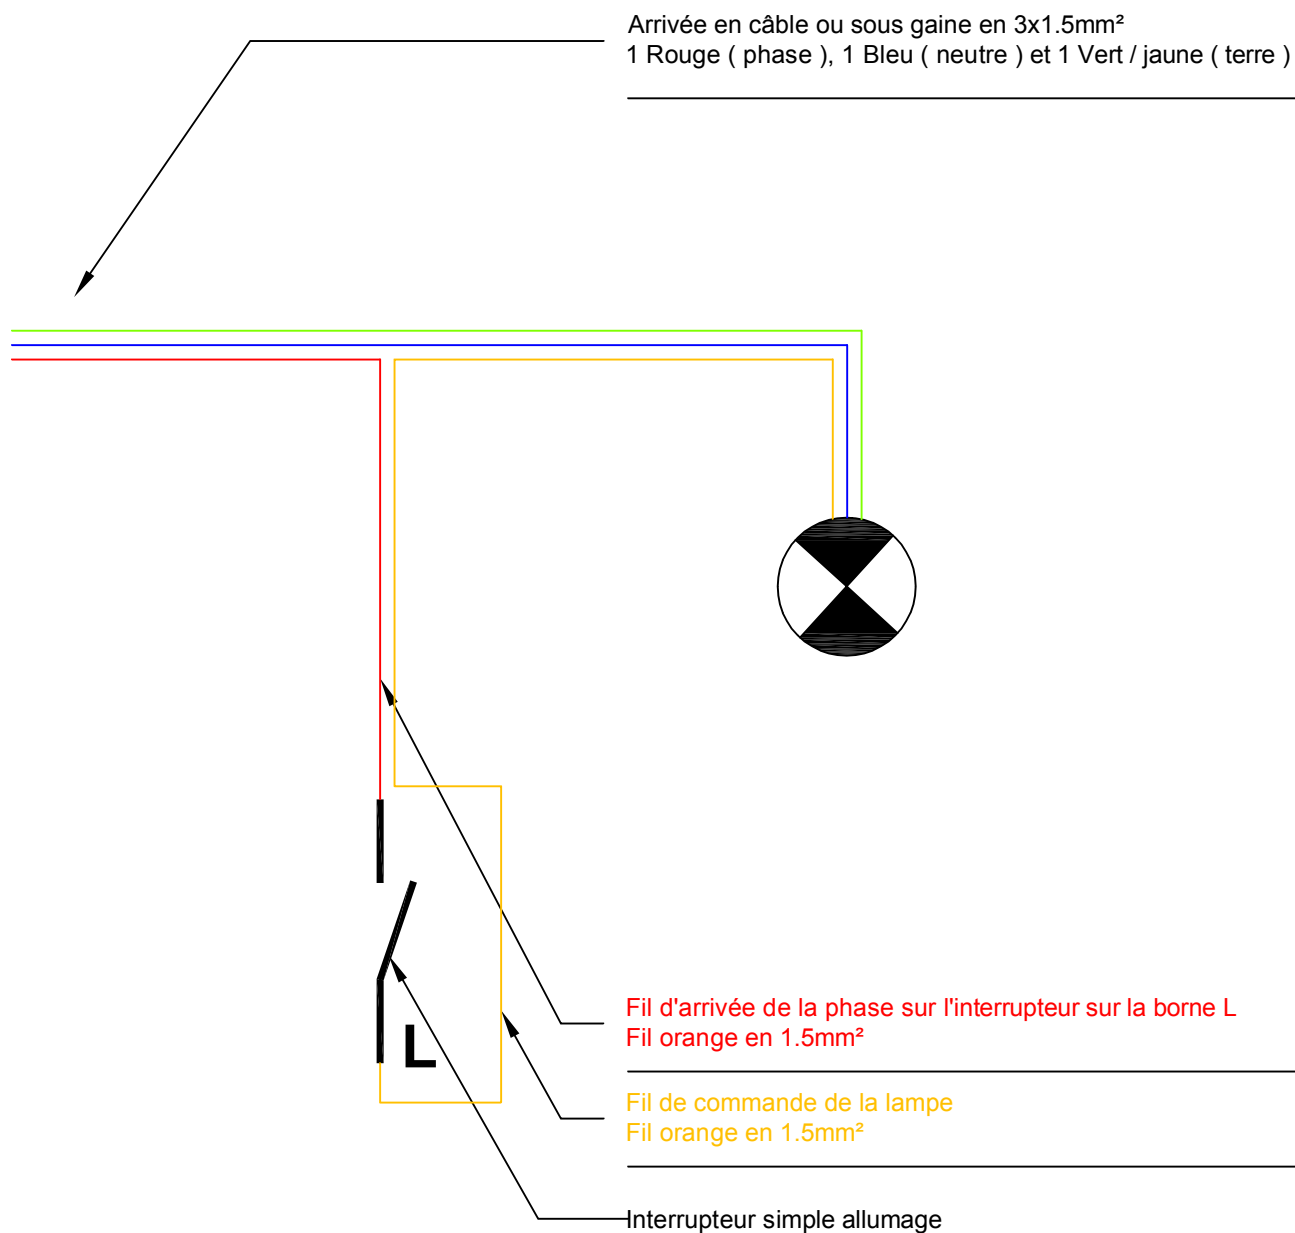 Arrivée en câble ou sous gaine en 3x1.5mm²
1 Rouge ( phase ), 1 Bleu ( neutre ) et 1 Vert / jaune ( terre )
L
Fil d'arrivée de la phase sur l'interrupteur sur la borne L
Fil orange en 1.5mm²
Fil de commande de la lampe
Fil orange en 1.5mm²
Interrupteur simple allumage